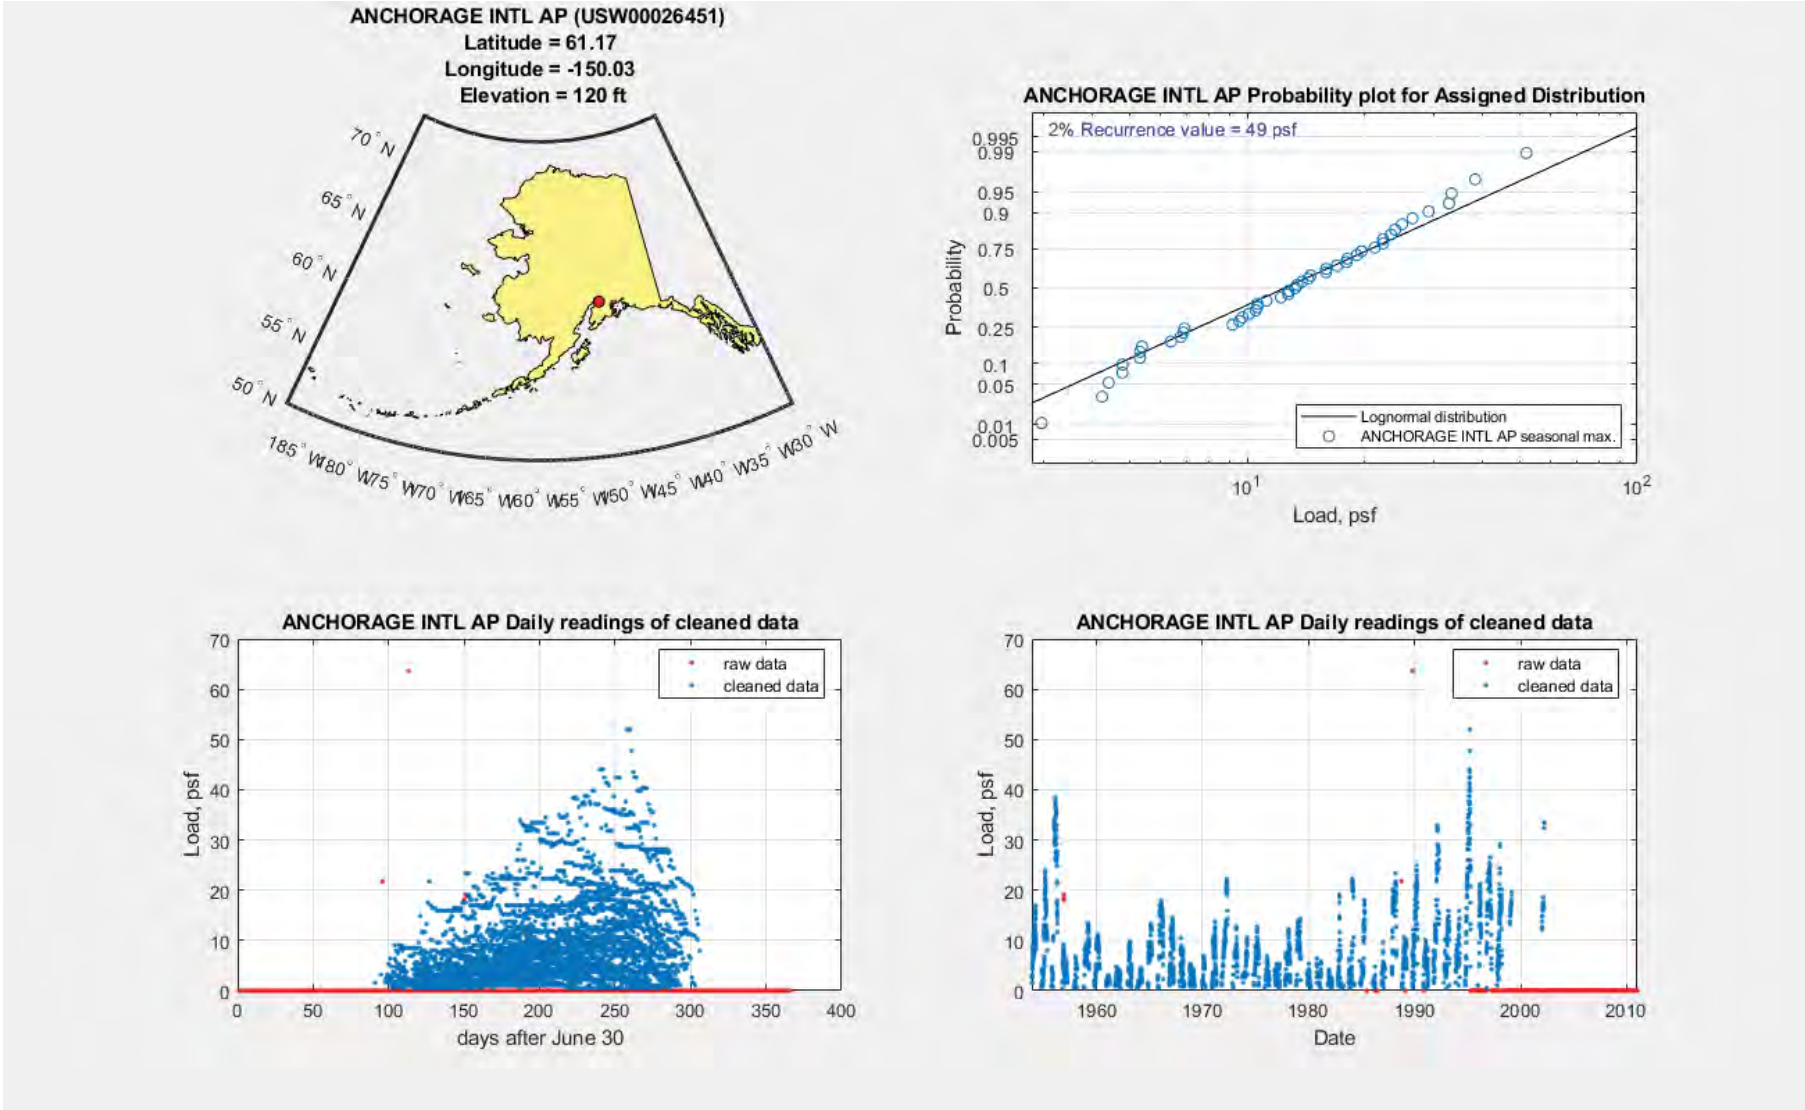 ANCHORAGE INTL AP (USW00026451)
Latitude = 61.17
Longitude = -150.03
Elevation = 120 ft
70° N
65° N
60° N
55° N
50° N
185° W
180° W
175° W
170° W
165° W
160° W
155° W
150° W
145° W
140° W
135° W
130° W
ANCHORAGE INTL AP Probability plot for Assigned Distribution
2% Recurrence value = 49 psf
0.995
0.99
0.95
0.9
0.75
0.5
0.25
0.1
0.05
0.01
0.005
Probability
Lognormal distribution
ANCHORAGE INTL AP seasonal max.
10¹
10²
Load, psf
ANCHORAGE INTL AP Daily readings of cleaned data
raw data
cleaned data
70
60
50
40
30
20
10
0
Load, psf
0 50 100 150 200 250 300 350 400
days after June 30
ANCHORAGE INTL AP Daily readings of cleaned data
raw data
cleaned data
70
60
50
40
30
20
10
0
Load, psf
1960 1970 1980 1990 2000 2010
Date